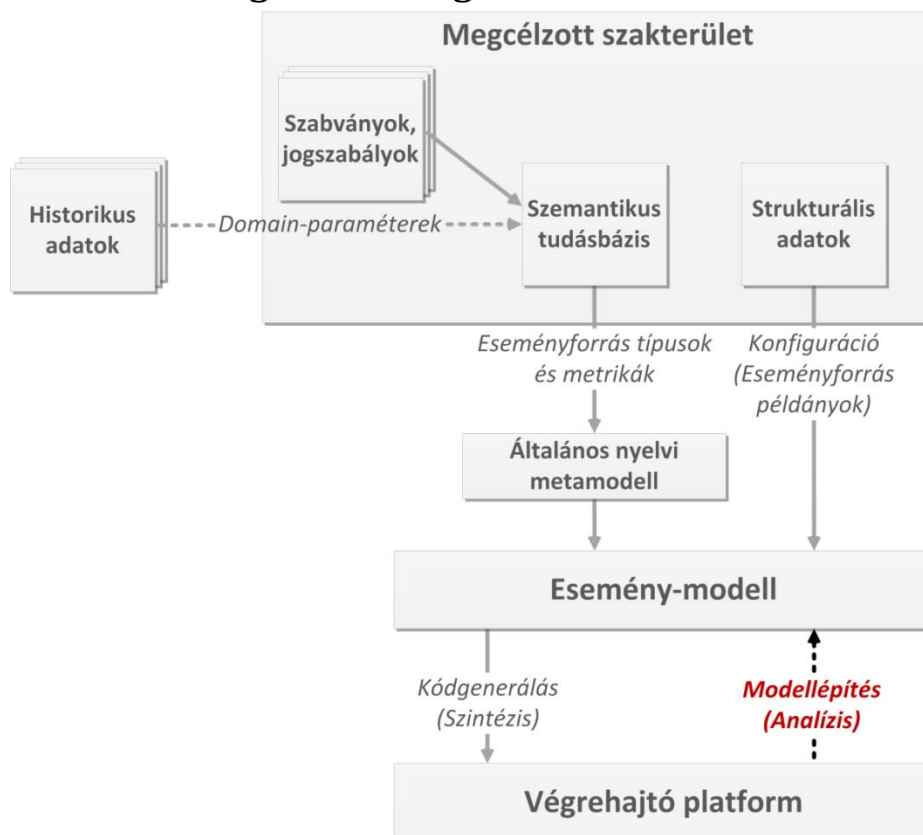 Megcélzott szakterület
Szabványok,
jogszabályok
Historikus
adatok
Domain-paraméterek
Szemantikus
tudásbázis
Strukturális
adatok
Eseményforrás típusok
és metrikák
Konfiguráció
(Eseményforrás
példányok)
Általános nyelvi
metamodell
Esemény-modell
Kódgenerálás
(Szintézis)
Modellépítés
(Analízis)
Végrehajtó platform